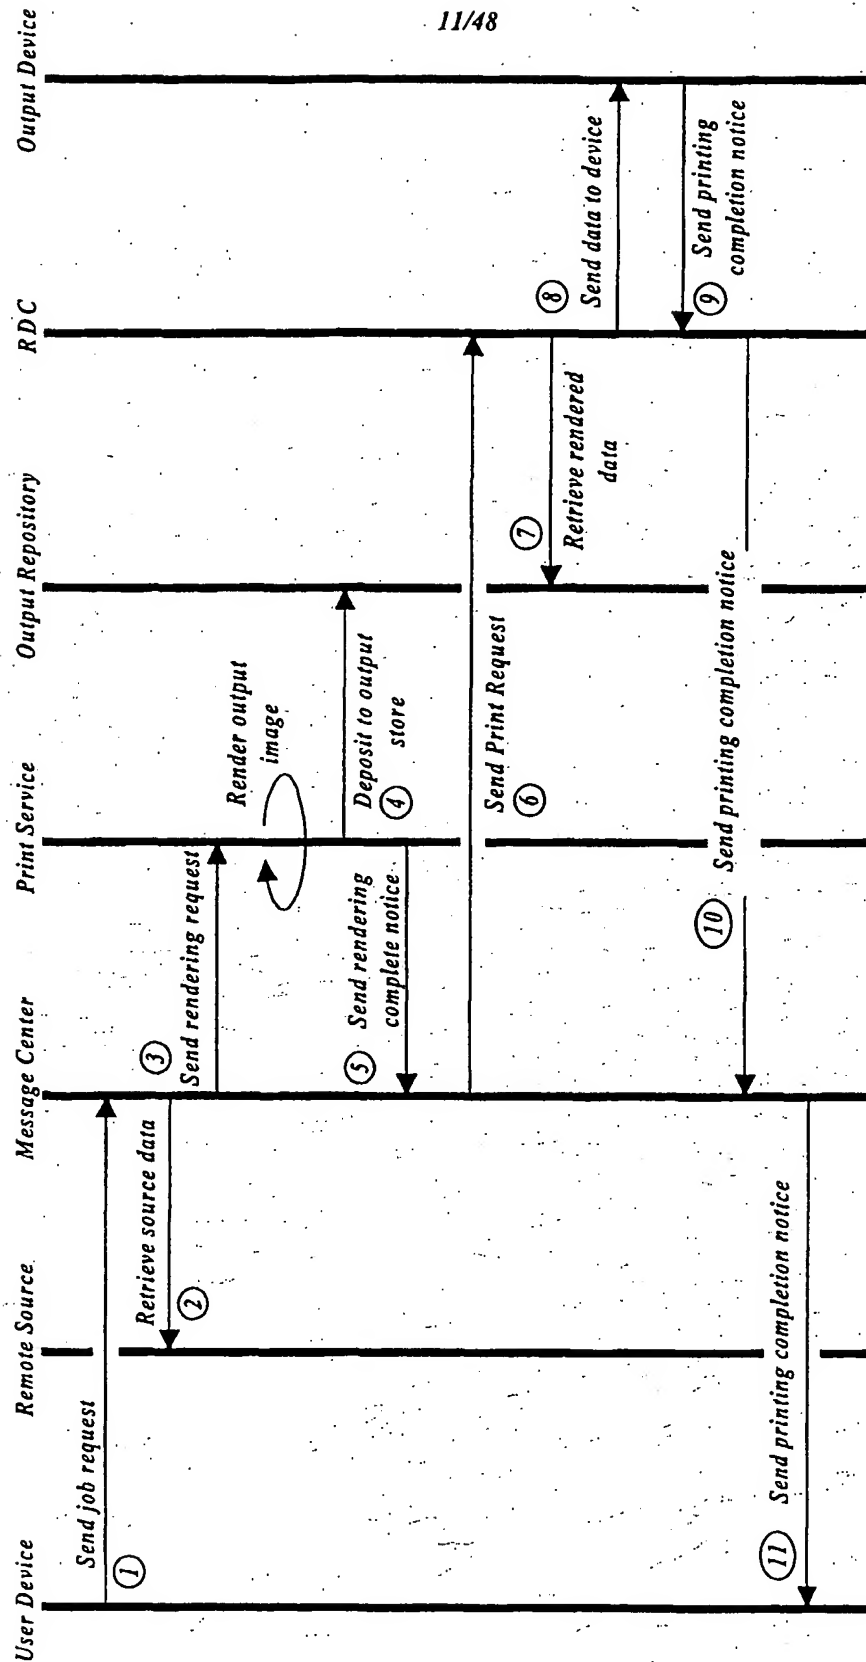 11/48
User Device
Remote Source
Message Center
Print Service
Output Repository
RDC
Output Device
Send job request
1
Retrieve source data
2
3
Send rendering request
Render output
image
Deposit to output
4 store
5 Send rendering
complete notice
Send Print Request
6
7
Retrieve rendered
data
8
Send data to device
9 Send printing
completion notice
10 Send printing completion notice
11 Send printing completion notice